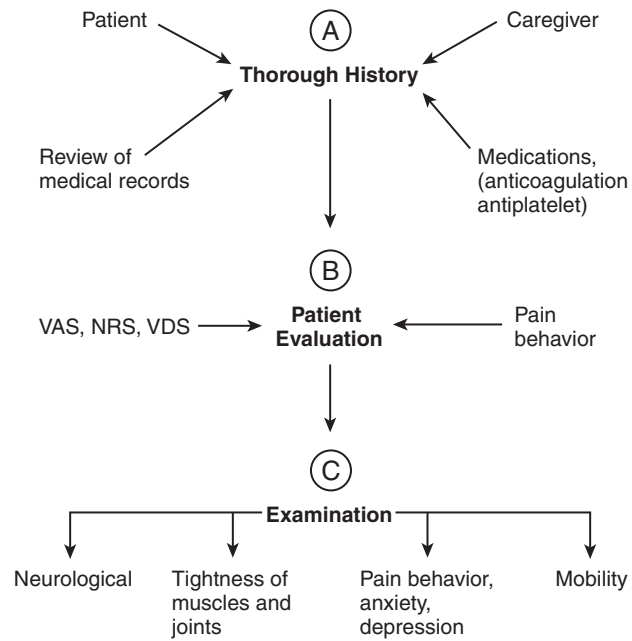 Patient
A
Caregiver
Thorough History
Review of
medical records
Medications,
(anticoagulation
antiplatelet)
B
VAS, NRS, VDS
Patient
Evaluation
Pain
behavior
C
Examination
Neurological
Tightness of
muscles and
joints
Pain behavior,
anxiety,
depression
Mobility